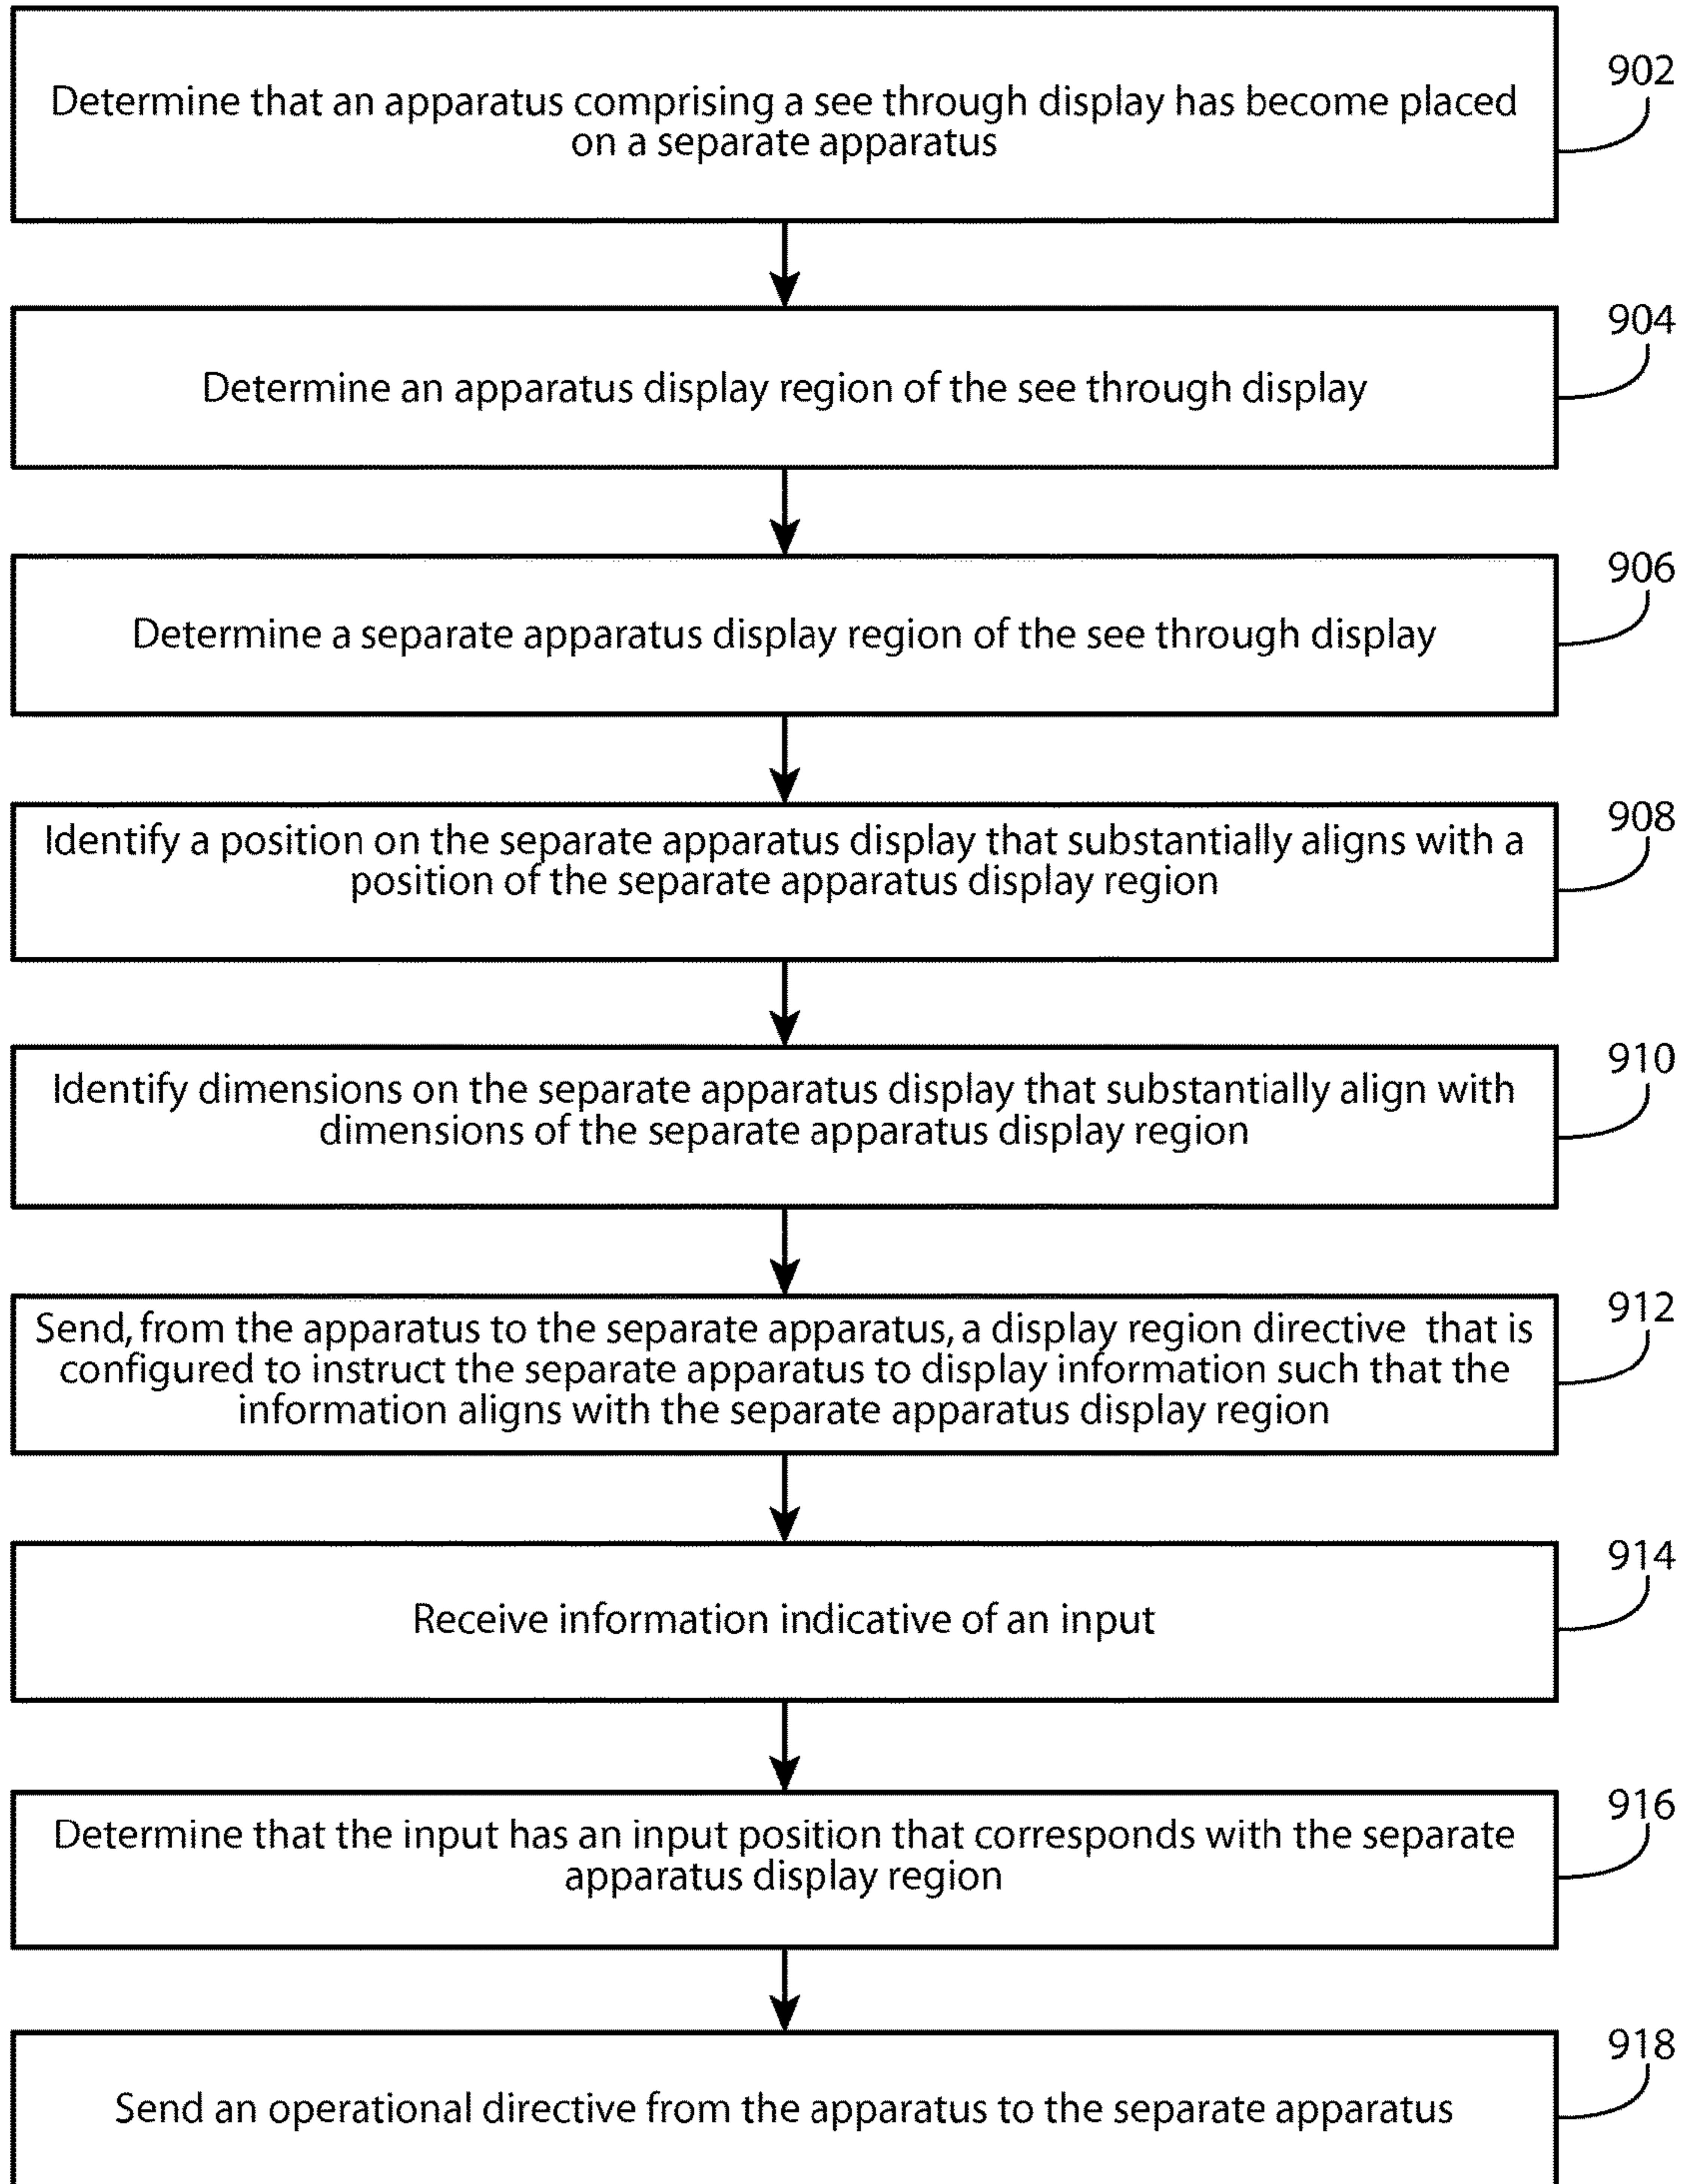 902
Determine that an apparatus comprising a see through display has become placed
on a separate apparatus
904
Determine an apparatus display region of the see through display
906
Determine a separate apparatus display region of the see through display
908
Identify a position on the separate apparatus display that substantially aligns with a
position of the separate apparatus display region
910
Identify dimensions on the separate apparatus display that substantially align with
dimensions of the separate apparatus display region
912
Send, from the apparatus to the separate apparatus, a display region directive that is
configured to instruct the separate apparatus to display information such that the
information aligns with the separate apparatus display region
914
Receive information indicative of an input
916
Determine that the input has an input position that corresponds with the separate
apparatus display region
918
Send an operational directive from the apparatus to the separate apparatus